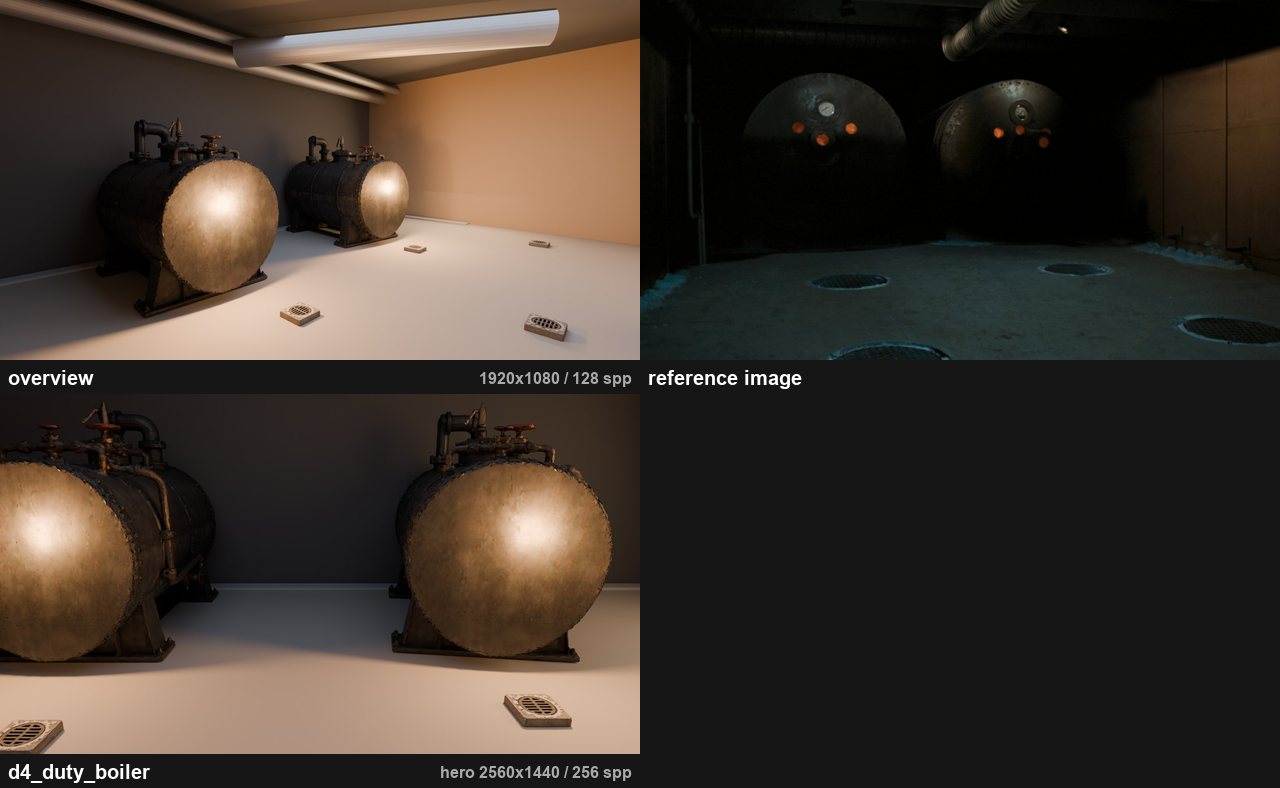 overview
1920x1080 / 128 spp
reference image
d4_duty_boiler
hero 2560x1440 / 256 spp